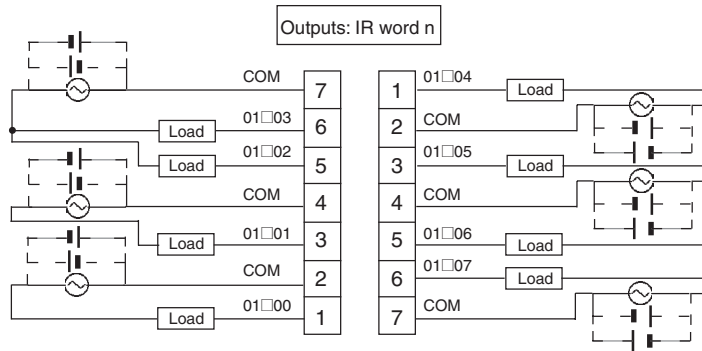 Outputs: IR word n
COM 7
01□03 Load 6
01□02 Load 5
COM 4
01□01 Load 3
COM 2
01□00 Load 1
1 01□04 Load
2 COM
3 01□05 Load
4 COM
5 01□06 Load
6 01□07 Load
7 COM